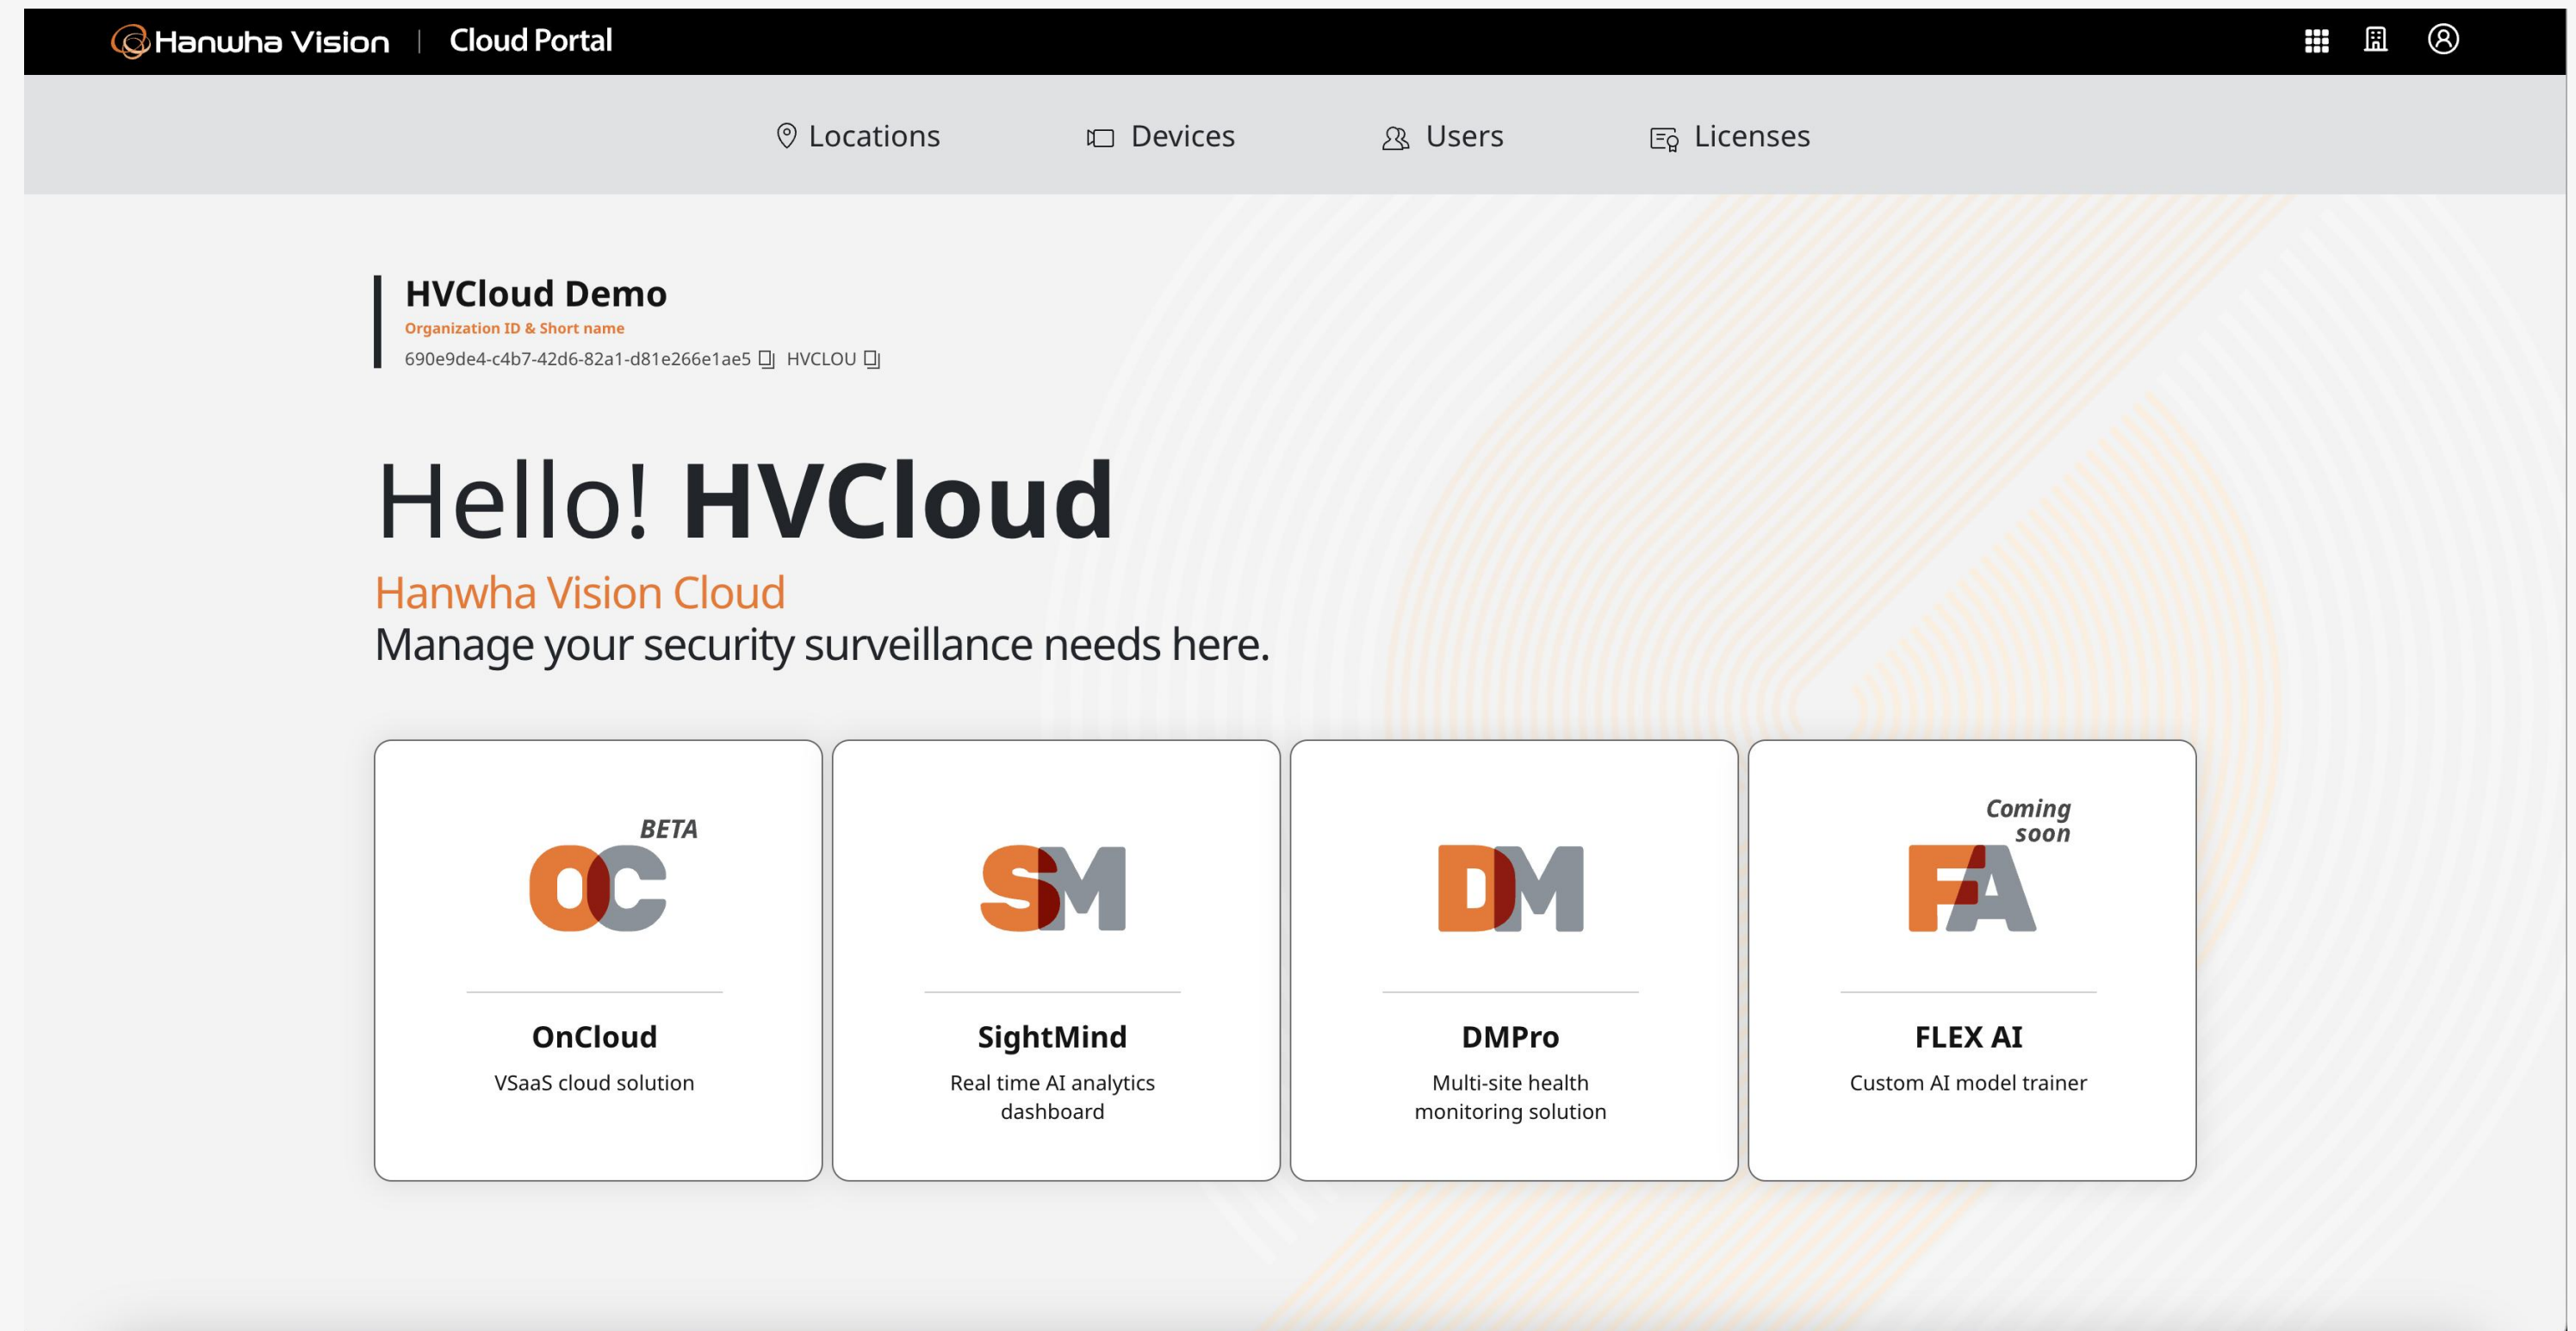 Hanwha Vision | Cloud Portal
Locations Devices Users Licenses
HVCloud Demo
Organization ID & Short name
690e9de4-c4b7-42d6-82a1-d81e266e1ae5 HVCLOU
Hello! HVCloud
Hanwha Vision Cloud
Manage your security surveillance needs here.
BETA
OC
OnCloud
VSaaS cloud solution
SM
SightMind
Real time AI analytics
dashboard
DM
DMPro
Multi-site health
monitoring solution
Coming
soon
FA
FLEX AI
Custom AI model trainer